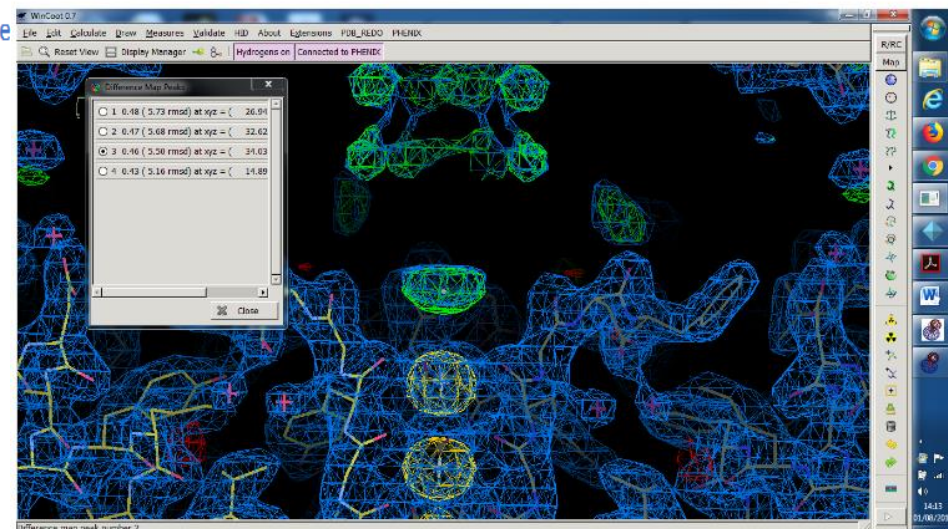 e
WinCoot 0.7
File Edit Calculate Draw Measures Validate HID About Extensions PDB_REDO PHENIX
Reset View Display Manager Hydrogens on Connected to PHENIX
R/RC
Map
Difference Map Peaks
1 0.48 ( 5.73 rmsd) at xyz = ( 26.94
2 0.47 ( 5.68 rmsd) at xyz = ( 32.62
3 0.46 ( 5.50 rmsd) at xyz = ( 34.03
4 0.43 ( 5.16 rmsd) at xyz = ( 14.89
Close
Difference map peak number 2
14:13